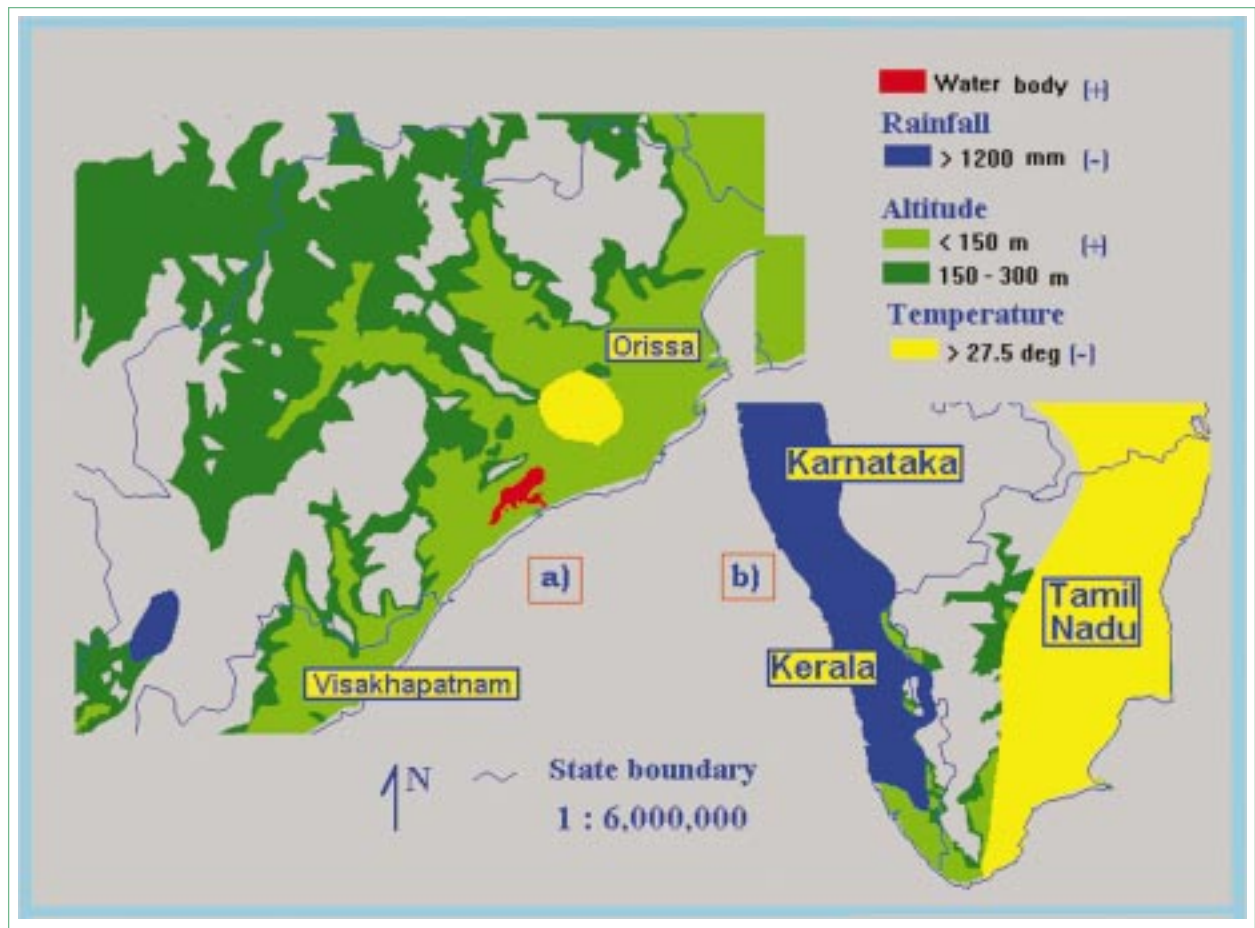 Water body (+)
Rainfall
> 1200 mm (-)
Altitude
< 150 m (+)
150 - 300 m
Temperature
> 27.5 deg (-)
Orissa
Karnataka
a)
b)
Tamil
Nadu
Kerala
Visakhapatnam
N
State boundary
1 : 6,000,000